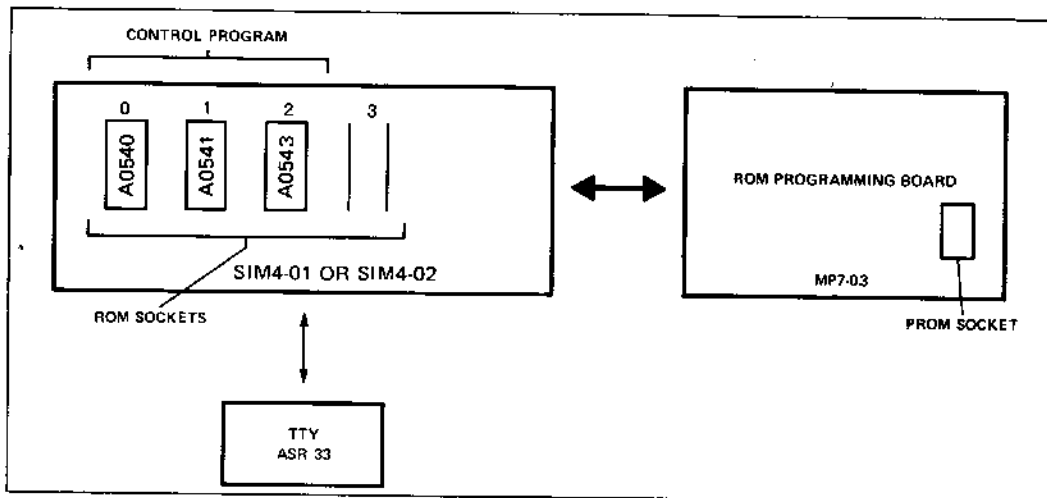 CONTROL PROGRAM
0 1 2 3
A0540 A0541 A0543
SIM4-01 OR SIM4-02
ROM SOCKETS
TTY
ASR 33
ROM PROGRAMMING BOARD
MP7-03
PROM SOCKET